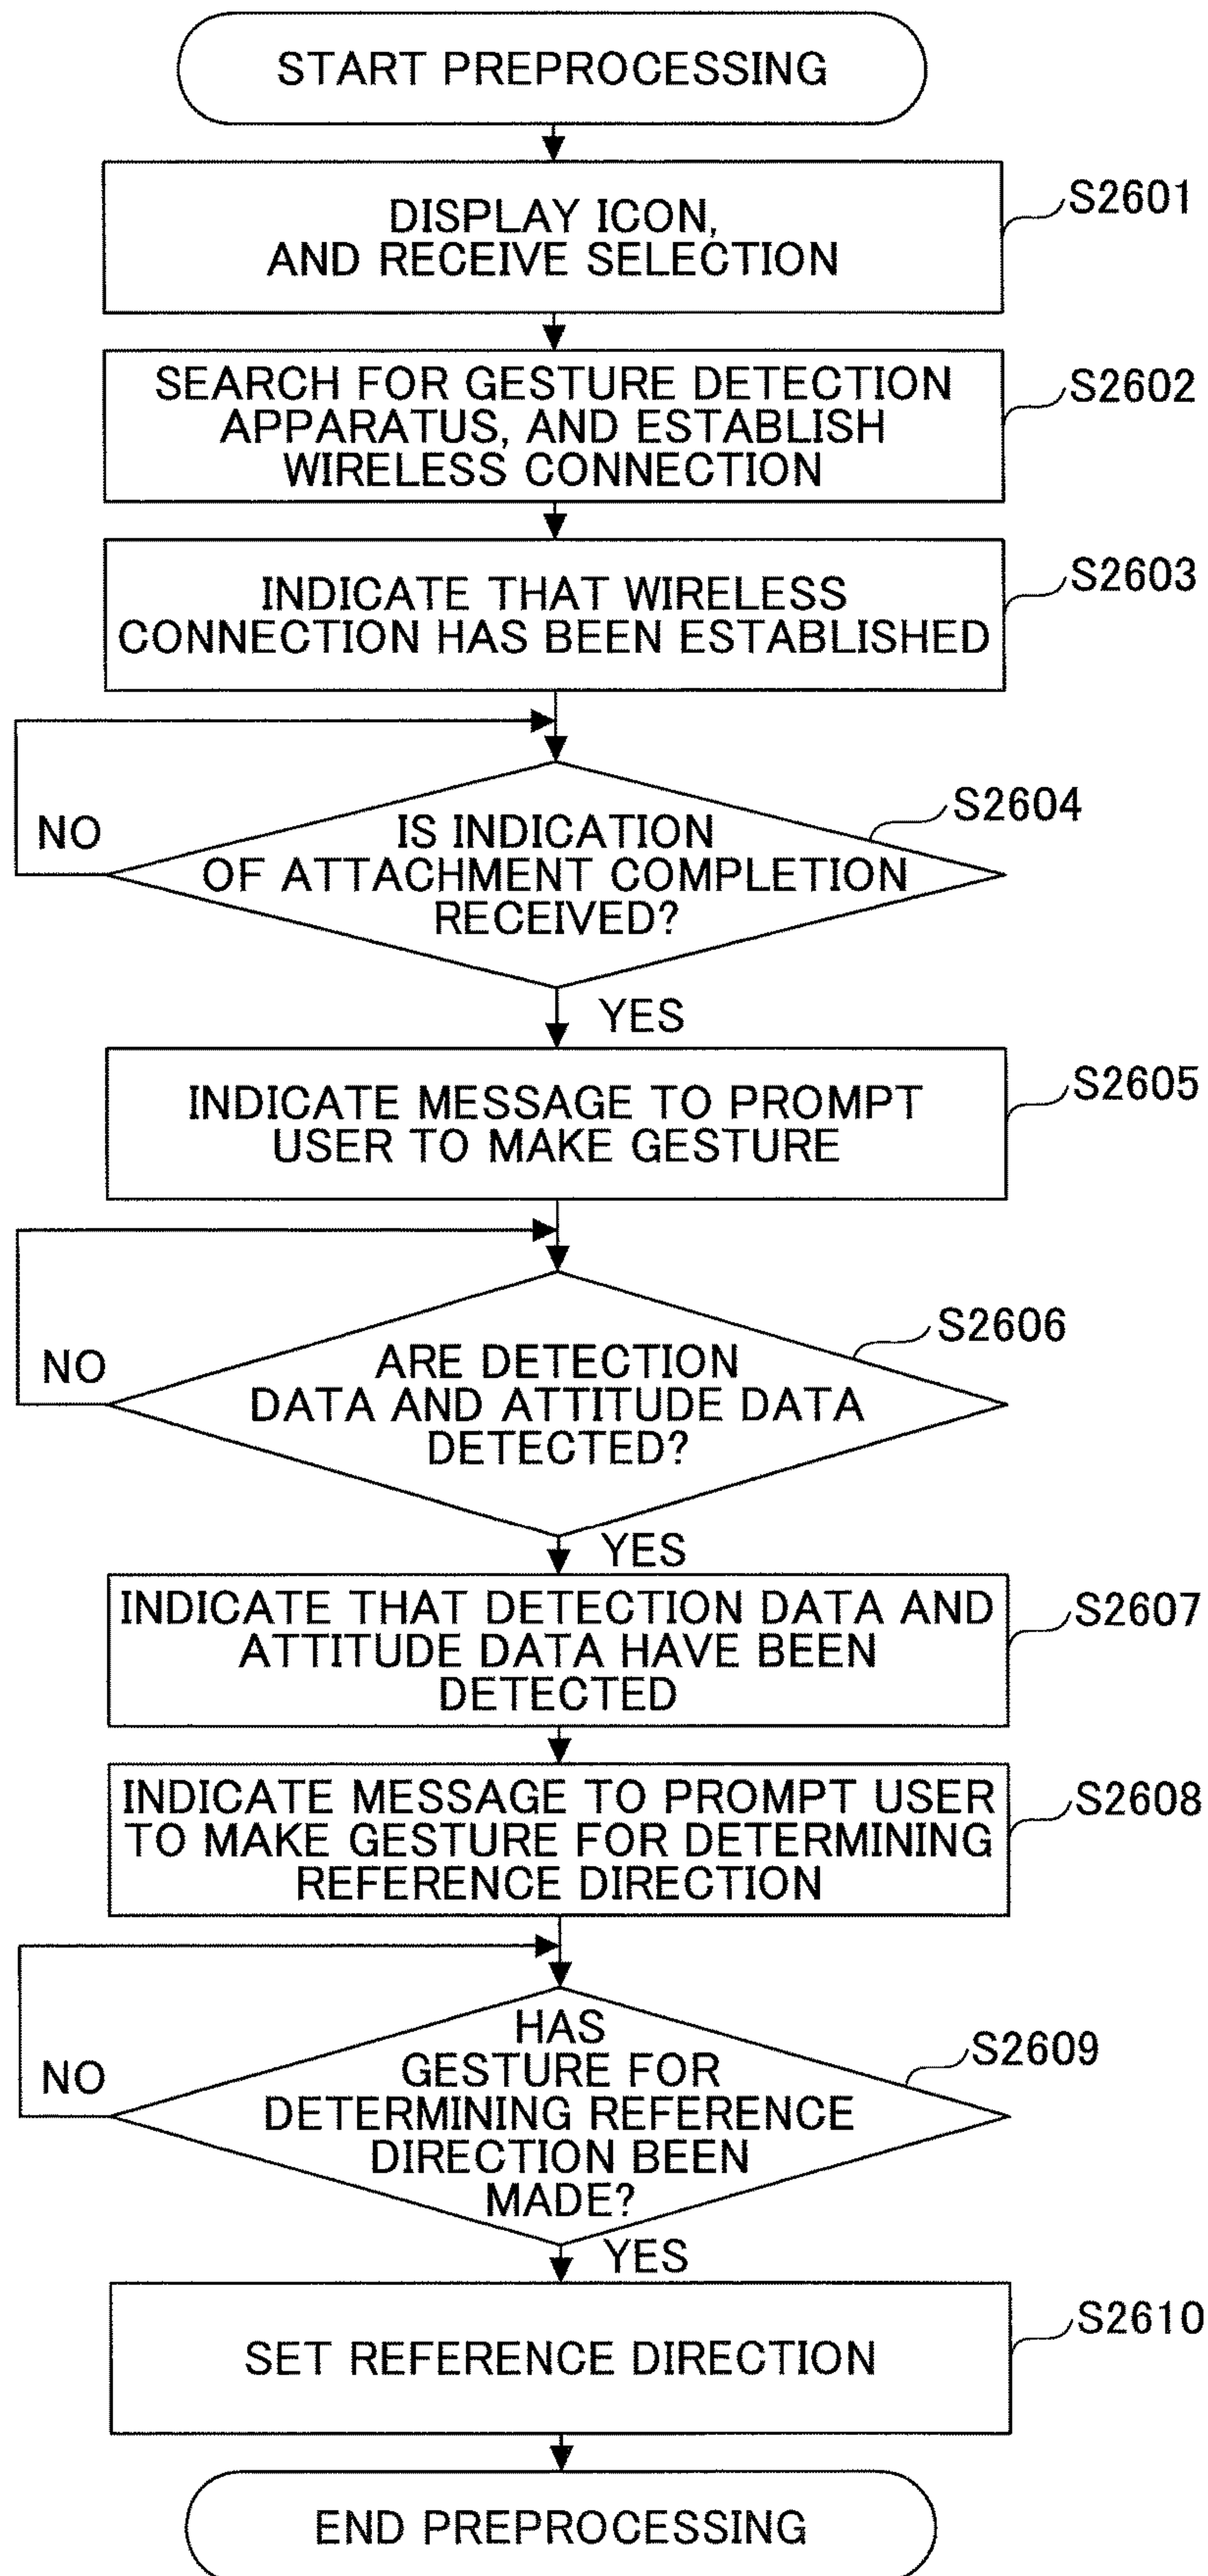 START PREPROCESSING
DISPLAY ICON,
AND RECEIVE SELECTION
S2601
SEARCH FOR GESTURE DETECTION
APPARATUS, AND ESTABLISH
WIRELESS CONNECTION
S2602
INDICATE THAT WIRELESS
CONNECTION HAS BEEN ESTABLISHED
S2603
IS INDICATION
OF ATTACHMENT COMPLETION
RECEIVED?
S2604
NO
YES
INDICATE MESSAGE TO PROMPT
USER TO MAKE GESTURE
S2605
ARE DETECTION
DATA AND ATTITUDE DATA
DETECTED?
S2606
NO
YES
INDICATE THAT DETECTION DATA AND
ATTITUDE DATA HAVE BEEN
DETECTED
S2607
INDICATE MESSAGE TO PROMPT USER
TO MAKE GESTURE FOR DETERMINING
REFERENCE DIRECTION
S2608
HAS
GESTURE FOR
DETERMINING REFERENCE
DIRECTION BEEN
MADE?
S2609
NO
YES
SET REFERENCE DIRECTION
S2610
END PREPROCESSING